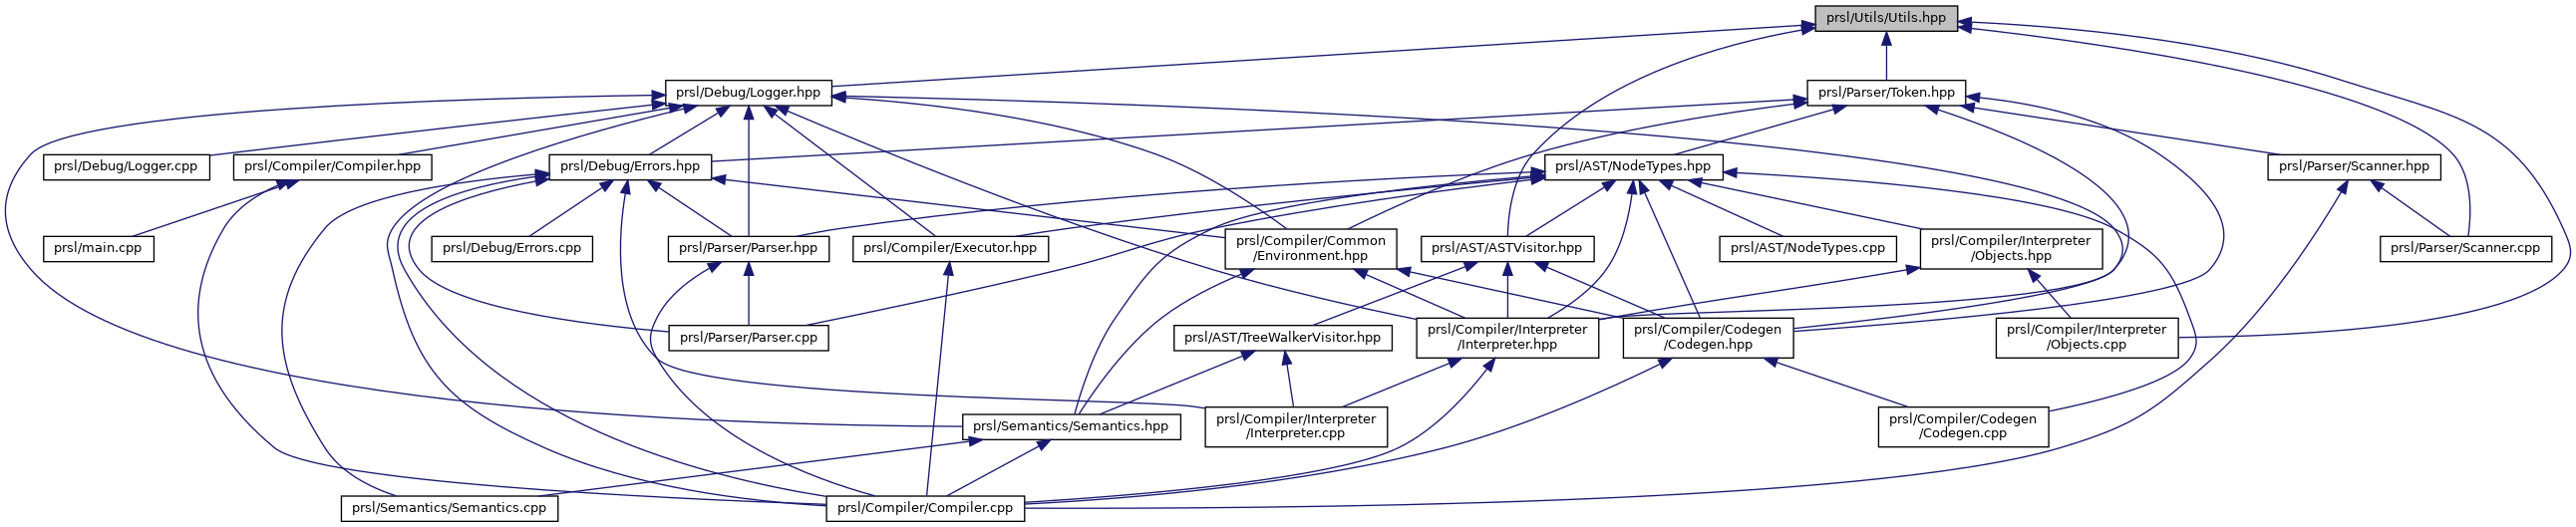 prsl/Utils/Utils.hpp
prsl/Debug/Logger.hpp
prsl/Parser/Token.hpp
prsl/Debug/Logger.cpp
prsl/Compiler/Compiler.hpp
prsl/Debug/Errors.hpp
prsl/AST/NodeTypes.hpp
prsl/Parser/Scanner.hpp
prsl/main.cpp
prsl/Debug/Errors.cpp
prsl/Parser/Parser.hpp
prsl/Compiler/Executor.hpp
prsl/Compiler/Common
/Environment.hpp
prsl/AST/ASTVisitor.hpp
prsl/AST/NodeTypes.cpp
prsl/Compiler/Interpreter
/Objects.hpp
prsl/Parser/Scanner.cpp
prsl/Parser/Parser.cpp
prsl/AST/TreeWalkerVisitor.hpp
prsl/Compiler/Interpreter
/Interpreter.hpp
prsl/Compiler/Codegen
/Codegen.hpp
prsl/Compiler/Interpreter
/Objects.cpp
prsl/Semantics/Semantics.hpp
prsl/Compiler/Interpreter
/Interpreter.cpp
prsl/Compiler/Codegen
/Codegen.cpp
prsl/Semantics/Semantics.cpp
prsl/Compiler/Compiler.cpp